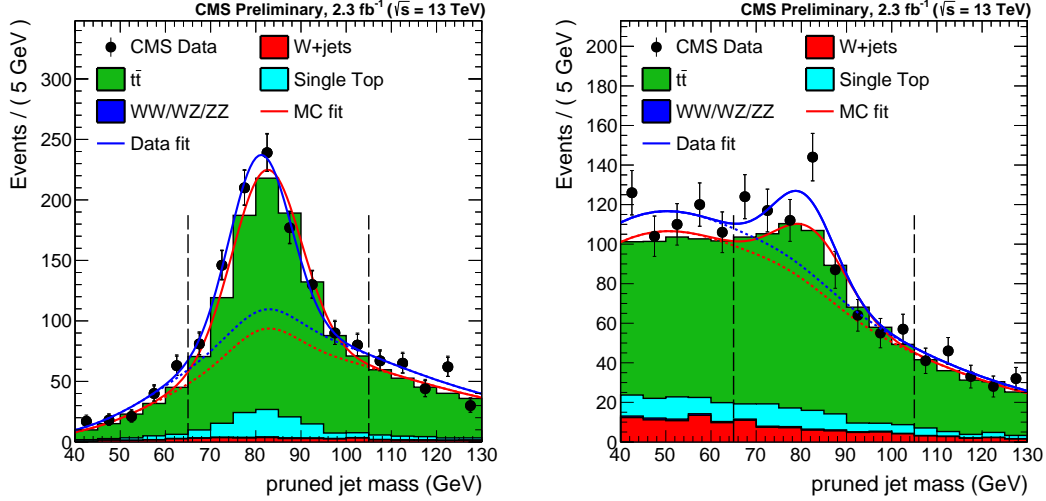 CMS Preliminary, 2.3 fb⁻¹ (√s = 13 TeV)
Events / ( 5 GeV )
CMS Data
W+jets
tt̄
Single Top
WW/WZ/ZZ
MC fit
Data fit
300
250
200
150
100
50
0
40 50 60 70 80 90 100 110 120 130
pruned jet mass (GeV)
CMS Preliminary, 2.3 fb⁻¹ (√s = 13 TeV)
Events / ( 5 GeV )
CMS Data
W+jets
tt̄
Single Top
WW/WZ/ZZ
MC fit
Data fit
200
180
160
140
120
100
80
60
40
20
0
40 50 60 70 80 90 100 110 120 130
pruned jet mass (GeV)